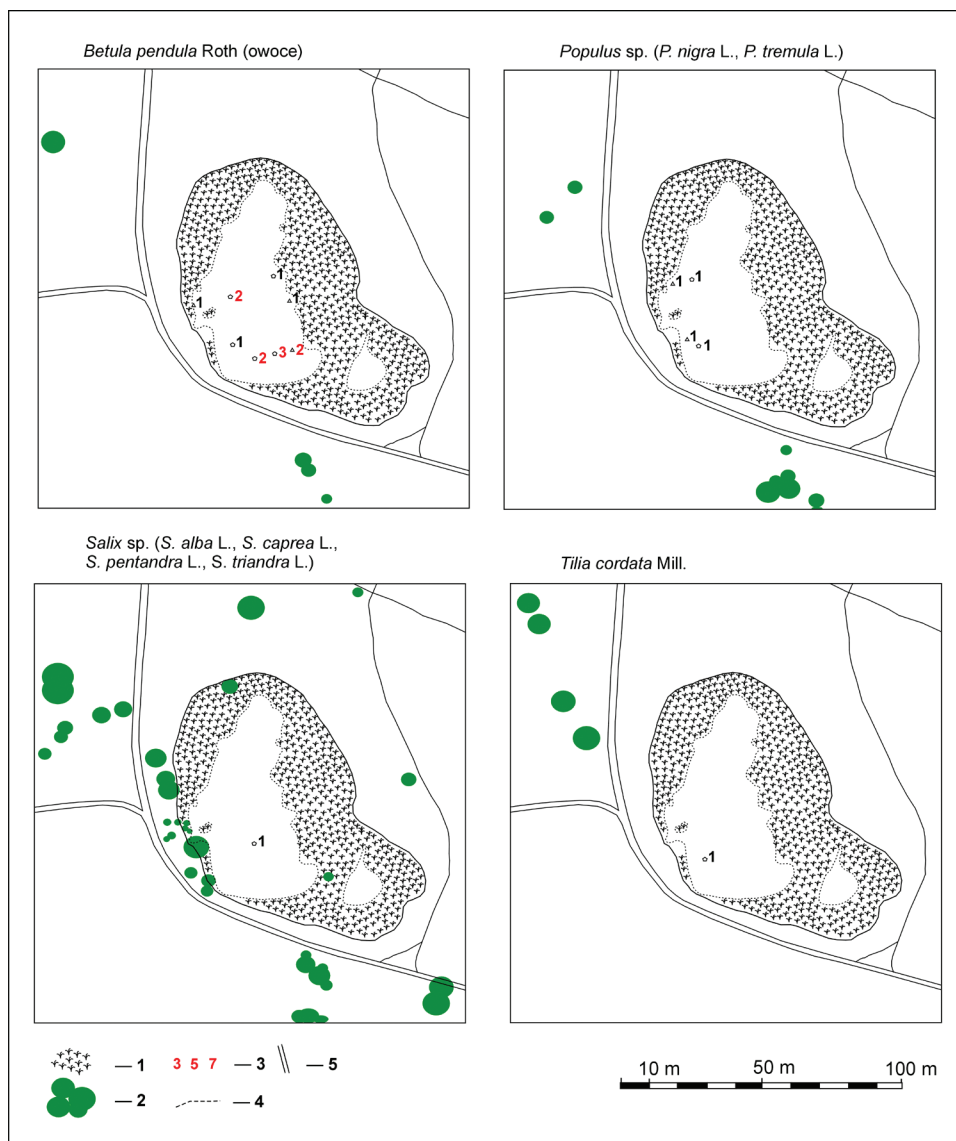 Betula pendula Roth (owoce)
Populus sp. (P. nigra L., P. tremula L.)
1
2
1
1
1
2
3
2
1
1
1
1
Salix sp. (S. alba L., S. caprea L.,
S. pentandra L., S. triandra L.)
Tilia cordata Mill.
1
1
— 1
3 5 7 — 3
— 5
— 2
— 4
10 m 50 m 100 m